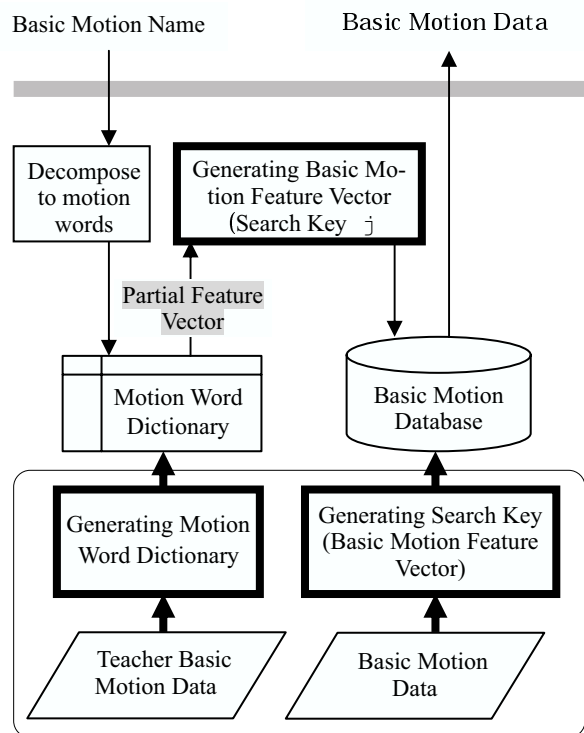 Basic Motion Name
Basic Motion Data
Decompose
to motion
words
Generating Basic Mo-
tion Feature Vector
(Search Key j
Partial Feature
Vector
Motion Word
Dictionary
Basic Motion
Database
Generating Motion
Word Dictionary
Generating Search Key
(Basic Motion Feature
Vector)
Teacher Basic
Motion Data
Basic Motion
Data